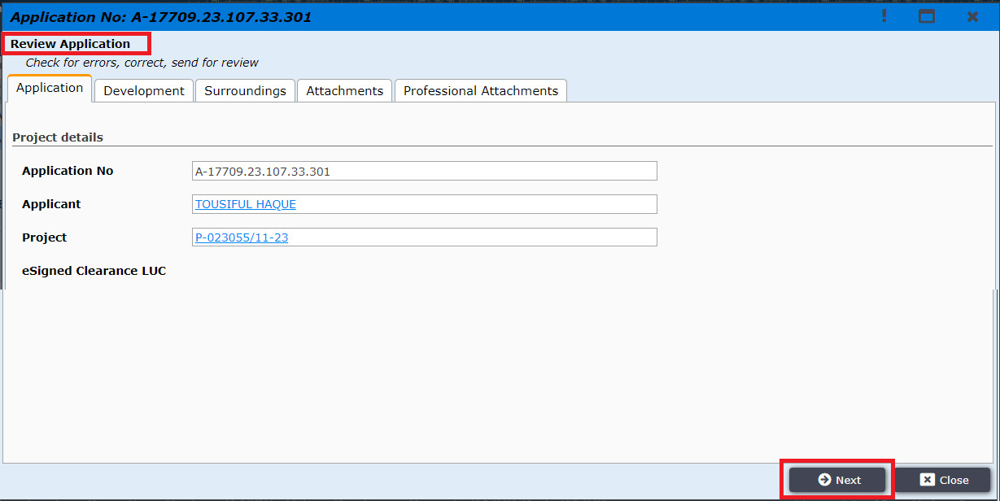 Application No: A-17709.23.107.33.301
Review Application
Check for errors, correct, send for review
Application Development Surroundings Attachments Professional Attachments
Project details
Application No A-17709.23.107.33.301
Applicant TOUSIFUL HAQUE
Project P-023055/11-23
eSigned Clearance LUC
Next Close